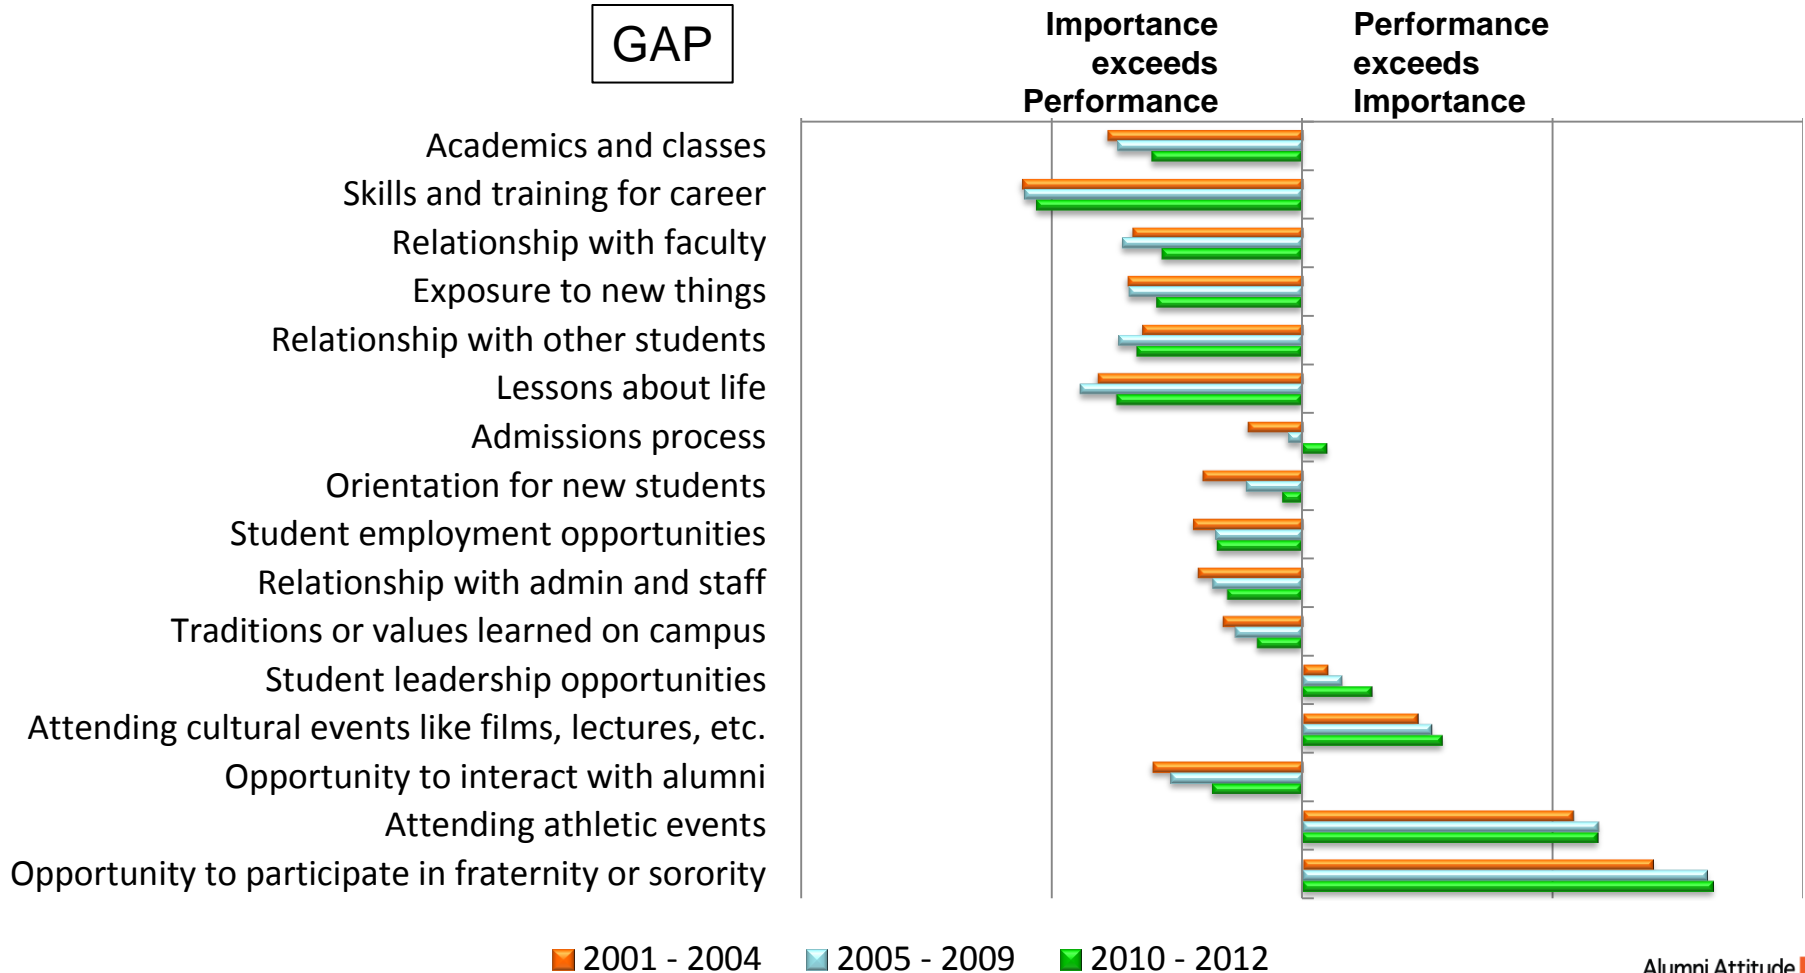 GAP
Importance
exceeds
Performance
Performance
exceeds
Importance
Academics and classes
Skills and training for career
Relationship with faculty
Exposure to new things
Relationship with other students
Lessons about life
Admissions process
Orientation for new students
Student employment opportunities
Relationship with admin and staff
Traditions or values learned on campus
Student leadership opportunities
Attending cultural events like films, lectures, etc.
Opportunity to interact with alumni
Attending athletic events
Opportunity to participate in fraternity or sorority
2001 - 2004 2005 - 2009 2010 - 2012
Alumni Attitude